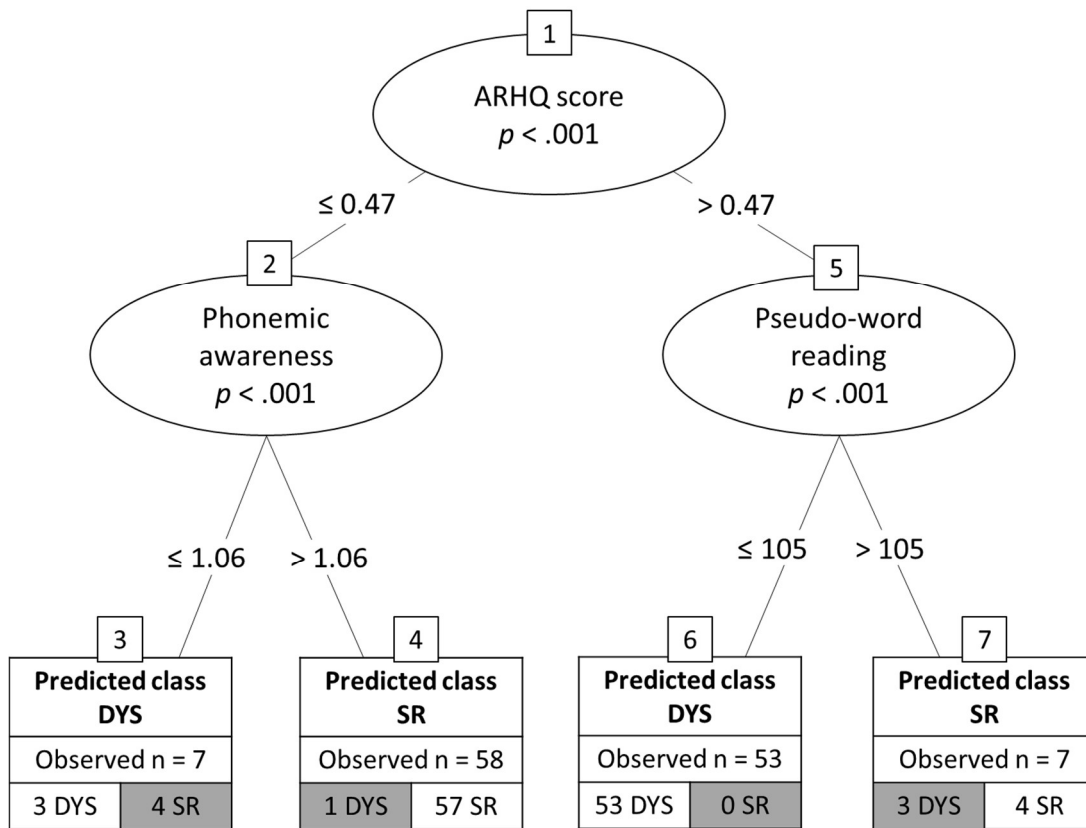 1
ARHQ score
p < .001
≤ 0.47
> 0.47
2
Phonemic
awareness
p < .001
5
Pseudo-word
reading
p < .001
≤ 1.06
> 1.06
≤ 105
> 105
3
Predicted class
DYS
Observed n = 7
3 DYS
4 SR
4
Predicted class
SR
Observed n = 58
1 DYS
57 SR
6
Predicted class
DYS
Observed n = 53
53 DYS
0 SR
7
Predicted class
SR
Observed n = 7
3 DYS
4 SR